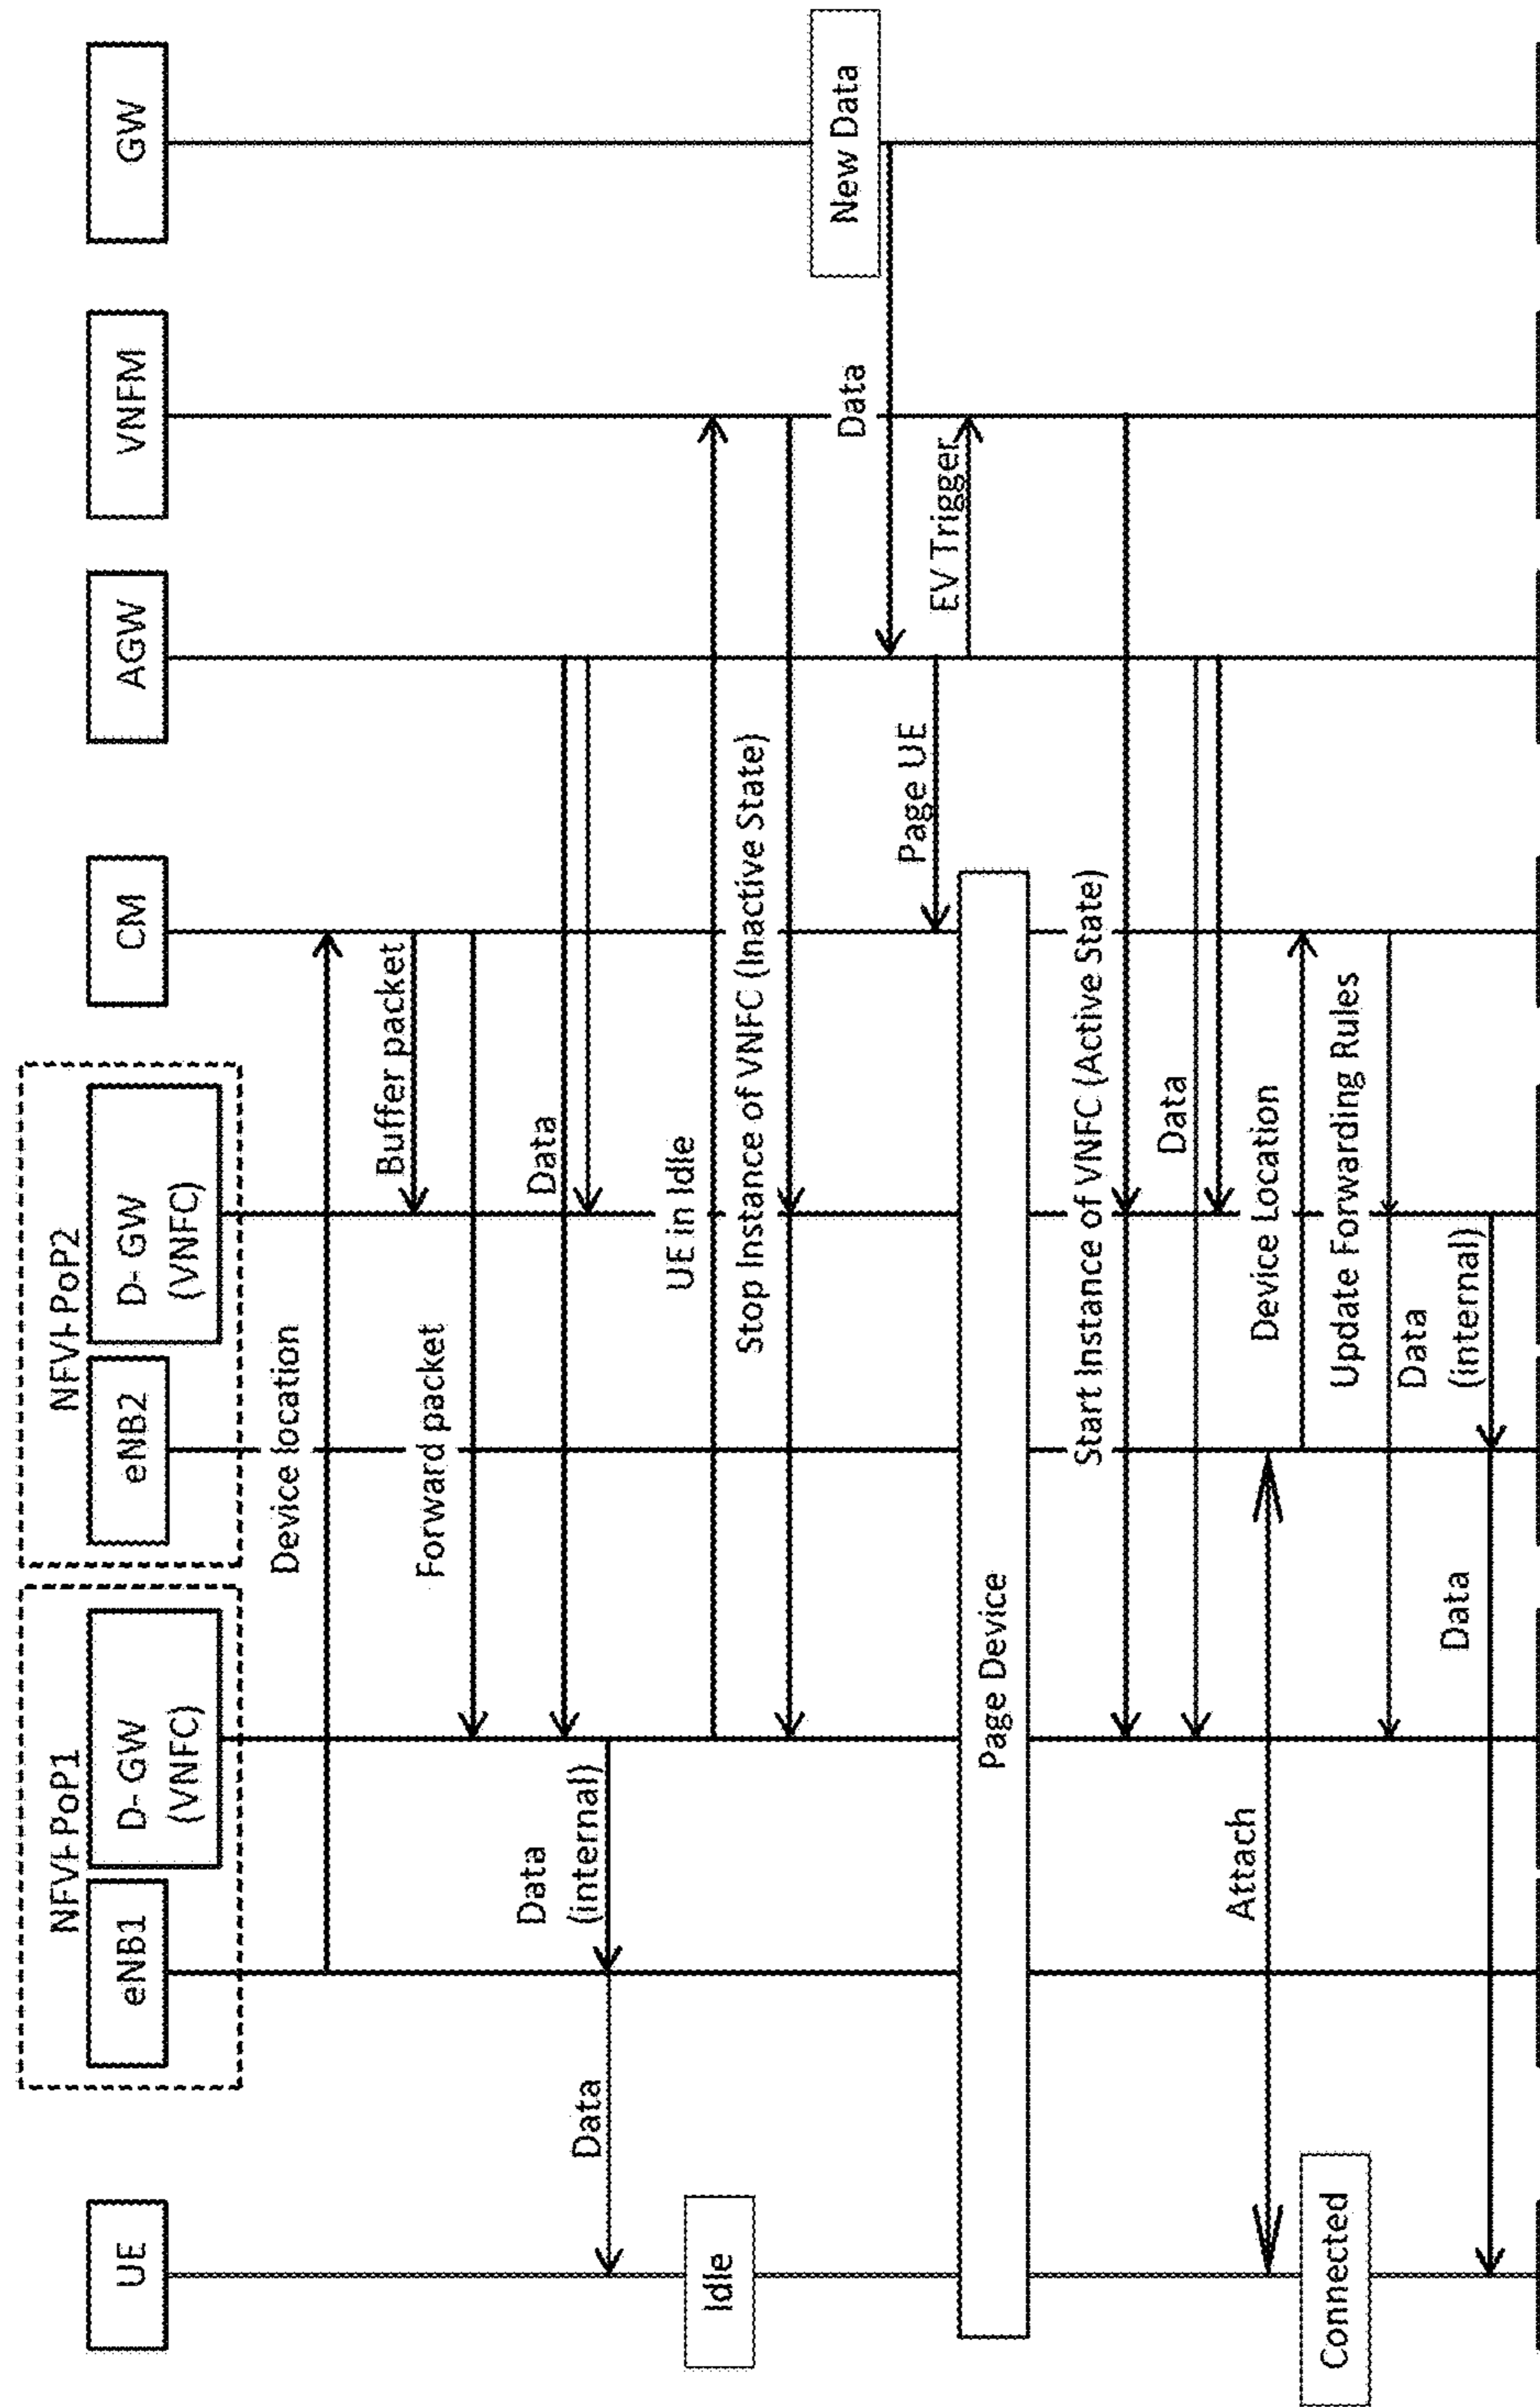 UE
NFVI-PoP1
eNB1
D-GW
(VNFC)
NFVI-PoP2
eNB2
D-GW
(VNFC)
CM
AGW
VNFM
GW
Device location
Buffer packet
Forward packet
Data
Data
(internal)
Data
Idle
UE in Idle
Stop Instance of VNFC (Inactive State)
New Data
Data
Page UE
EV Trigger
Page Device
Start Instance of VNFC (Active State)
Data
Attach
Device Location
Connected
Update Forwarding Rules
Data
(internal)
Data